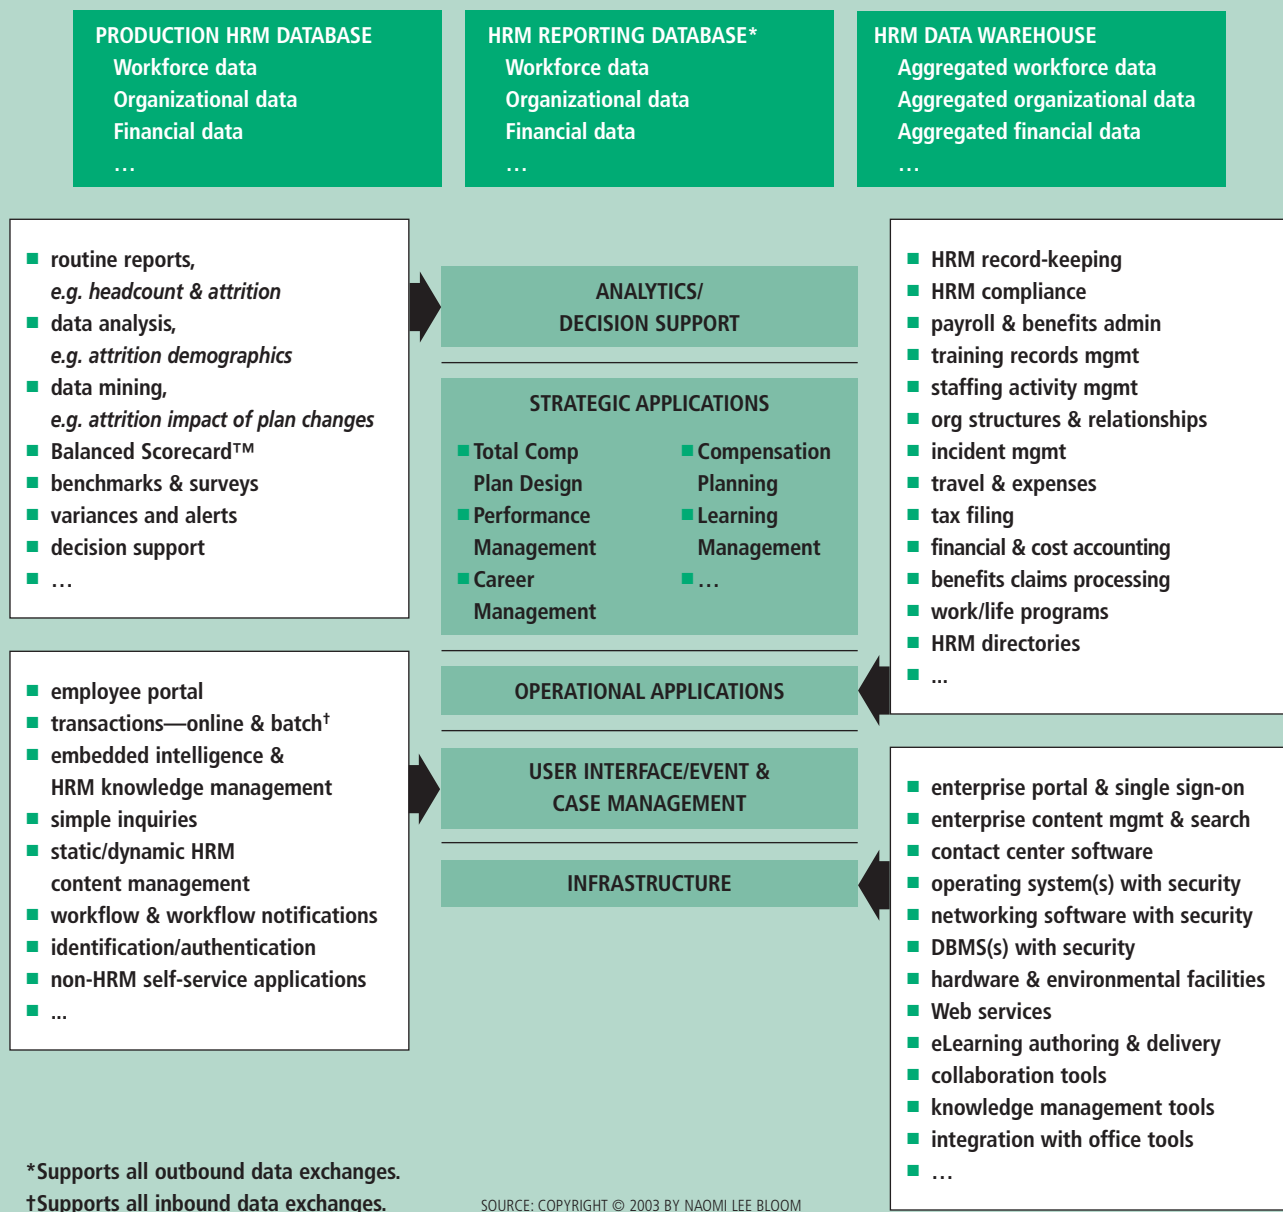 PRODUCTION HRM DATABASE
Workforce data
Organizational data
Financial data
…
HRM REPORTING DATABASE*
Workforce data
Organizational data
Financial data
…
HRM DATA WAREHOUSE
Aggregated workforce data
Aggregated organizational data
Aggregated financial data
…
routine reports,
e.g. headcount & attrition
data analysis,
e.g. attrition demographics
data mining,
e.g. attrition impact of plan changes
Balanced Scorecard™
benchmarks & surveys
variances and alerts
decision support
…
employee portal
transactions—online & batch†
embedded intelligence &
HRM knowledge management
simple inquiries
static/dynamic HRM
content management
workflow & workflow notifications
identification/authentication
non-HRM self-service applications
...
ANALYTICS/
DECISION SUPPORT
STRATEGIC APPLICATIONS
Total Comp
Plan Design
Performance
Management
Career
Management
Compensation
Planning
Learning
Management
…
OPERATIONAL APPLICATIONS
USER INTERFACE/EVENT &
CASE MANAGEMENT
INFRASTRUCTURE
HRM record-keeping
HRM compliance
payroll & benefits admin
training records mgmt
staffing activity mgmt
org structures & relationships
incident mgmt
travel & expenses
tax filing
financial & cost accounting
benefits claims processing
work/life programs
HRM directories
...
enterprise portal & single sign-on
enterprise content mgmt & search
contact center software
operating system(s) with security
networking software with security
DBMS(s) with security
hardware & environmental facilities
Web services
eLearning authoring & delivery
collaboration tools
knowledge management tools
integration with office tools
…
*Supports all outbound data exchanges.
†Supports all inbound data exchanges.
SOURCE: COPYRIGHT © 2003 BY NAOMI LEE BLOOM